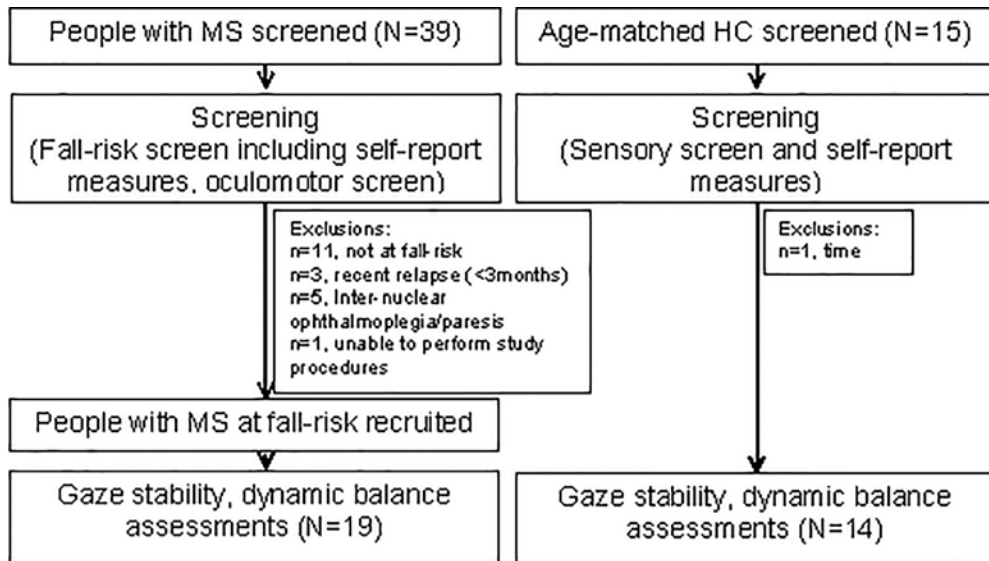 People with MS screened (N=39)
Age-matched HC screened (N=15)
Screening
(Fall-risk screen including self-report
measures, oculomotor screen)
Screening
(Sensory screen and self-report
measures)
Exclusions:
n=11, not at fall-risk
n=3, recent relapse (<3months)
n=5, Inter-nuclear
ophthalmoplegia/paresis
n=1, unable to perform study
procedures
Exclusions:
n=1, time
People with MS at fall-risk recruited
Gaze stability, dynamic balance
assessments (N=19)
Gaze stability, dynamic balance
assessments (N=14)